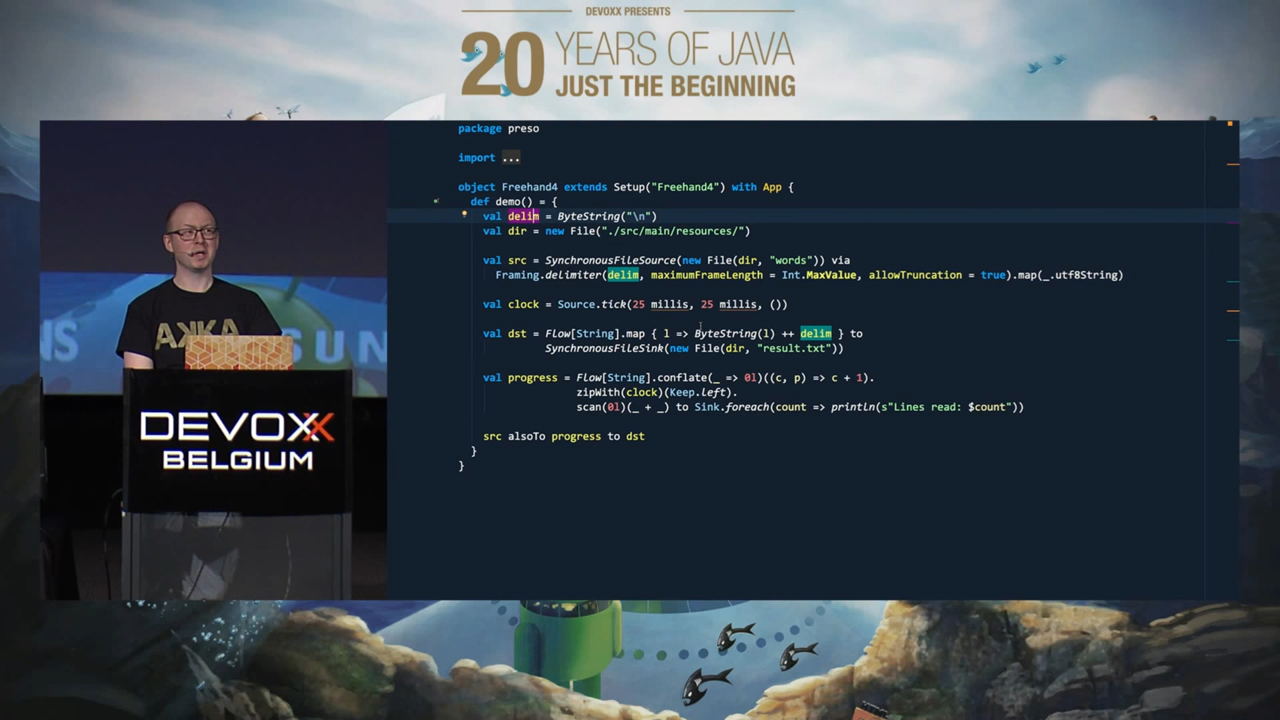 DEVOXX PRESENTS
20 YEARS OF JAVA
JUST THE BEGINNING
package preso
import ...
object Freehand4 extends Setup("Freehand4") with App {
def demo() = {
val delim = ByteString("\n")
val dir = new File("./src/main/resources/")
val src = SynchronousFileSource(new File(dir, "words")) via
Framing.delimiter(delim, maximumFrameLength = Int.MaxValue, allowTruncation = true).map(_.utf8String)
val clock = Source.tick(25 millis, 25 millis, ())
val dst = Flow[String].map { l => ByteString(l) ++ delim } to
SynchronousFileSink(new File(dir, "result.txt"))
val progress = Flow[String].conflate(_ => 0l)((c, p) => c + 1).
zipWith(clock)(Keep.left).
scan(0l)(_ + _) to Sink.foreach(count => println(s"Lines read: $count"))
src alsoTo progress to dst
}
}
AKKA
DEVOXX
BELGIUM